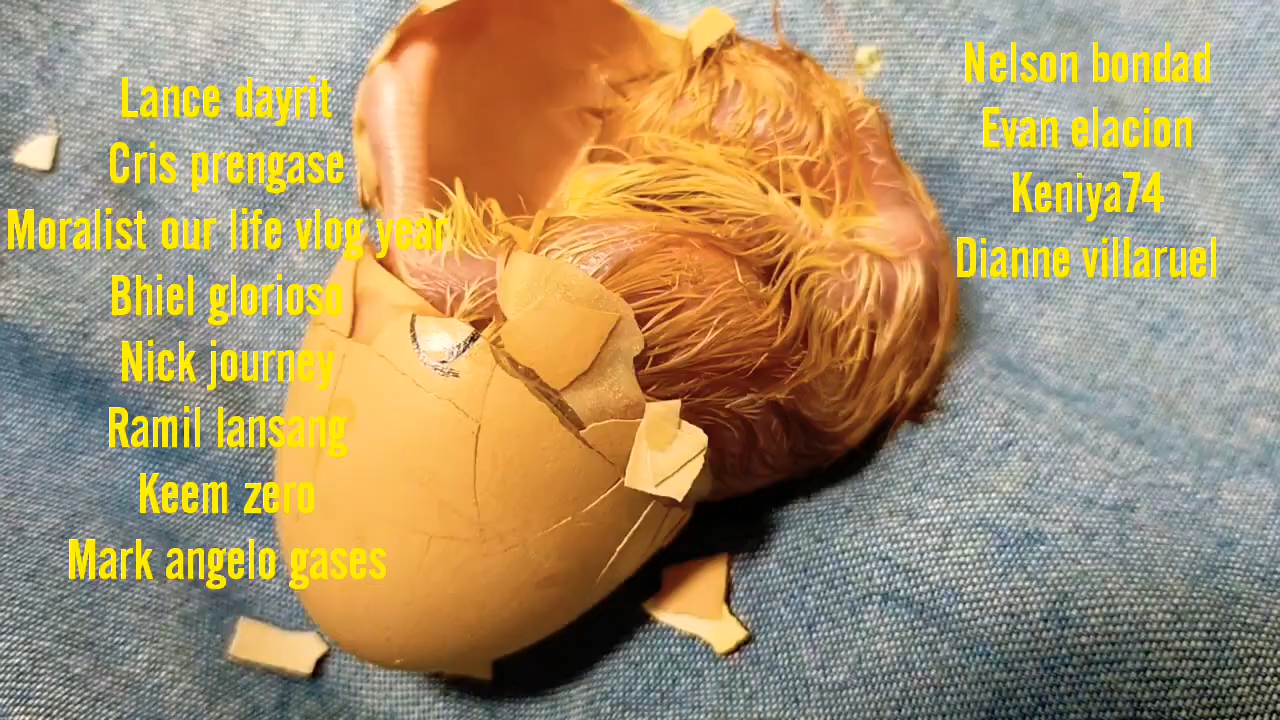 Lance dayrit
Cris prengase
Moralist our life vlog year
Bhiel glorioso
Nick journey
Ramil lansang
Keem zero
Mark angelo gases
Nelson bondad
Evan elacion
Keniya74
Dianne villaruel